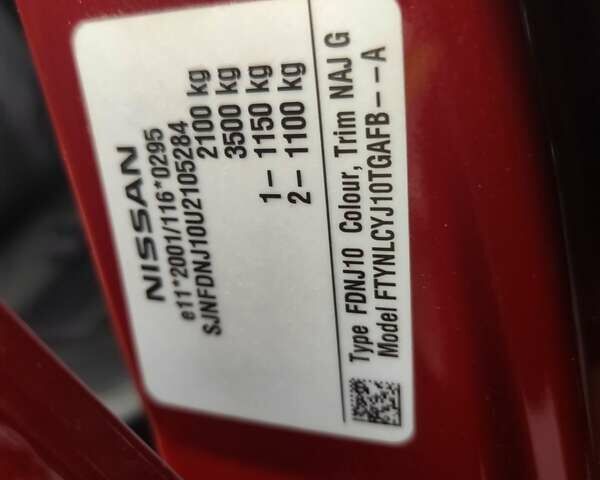 NISSAN
e11*2001/116*0295
SJNFDNJ10U2105284
2100 kg
3500 kg
1- 1150 kg
2- 1100 kg
Type FDNJ10 Colour, Trim NAJ G
Model FTYNLCYJ10TGAFB---A